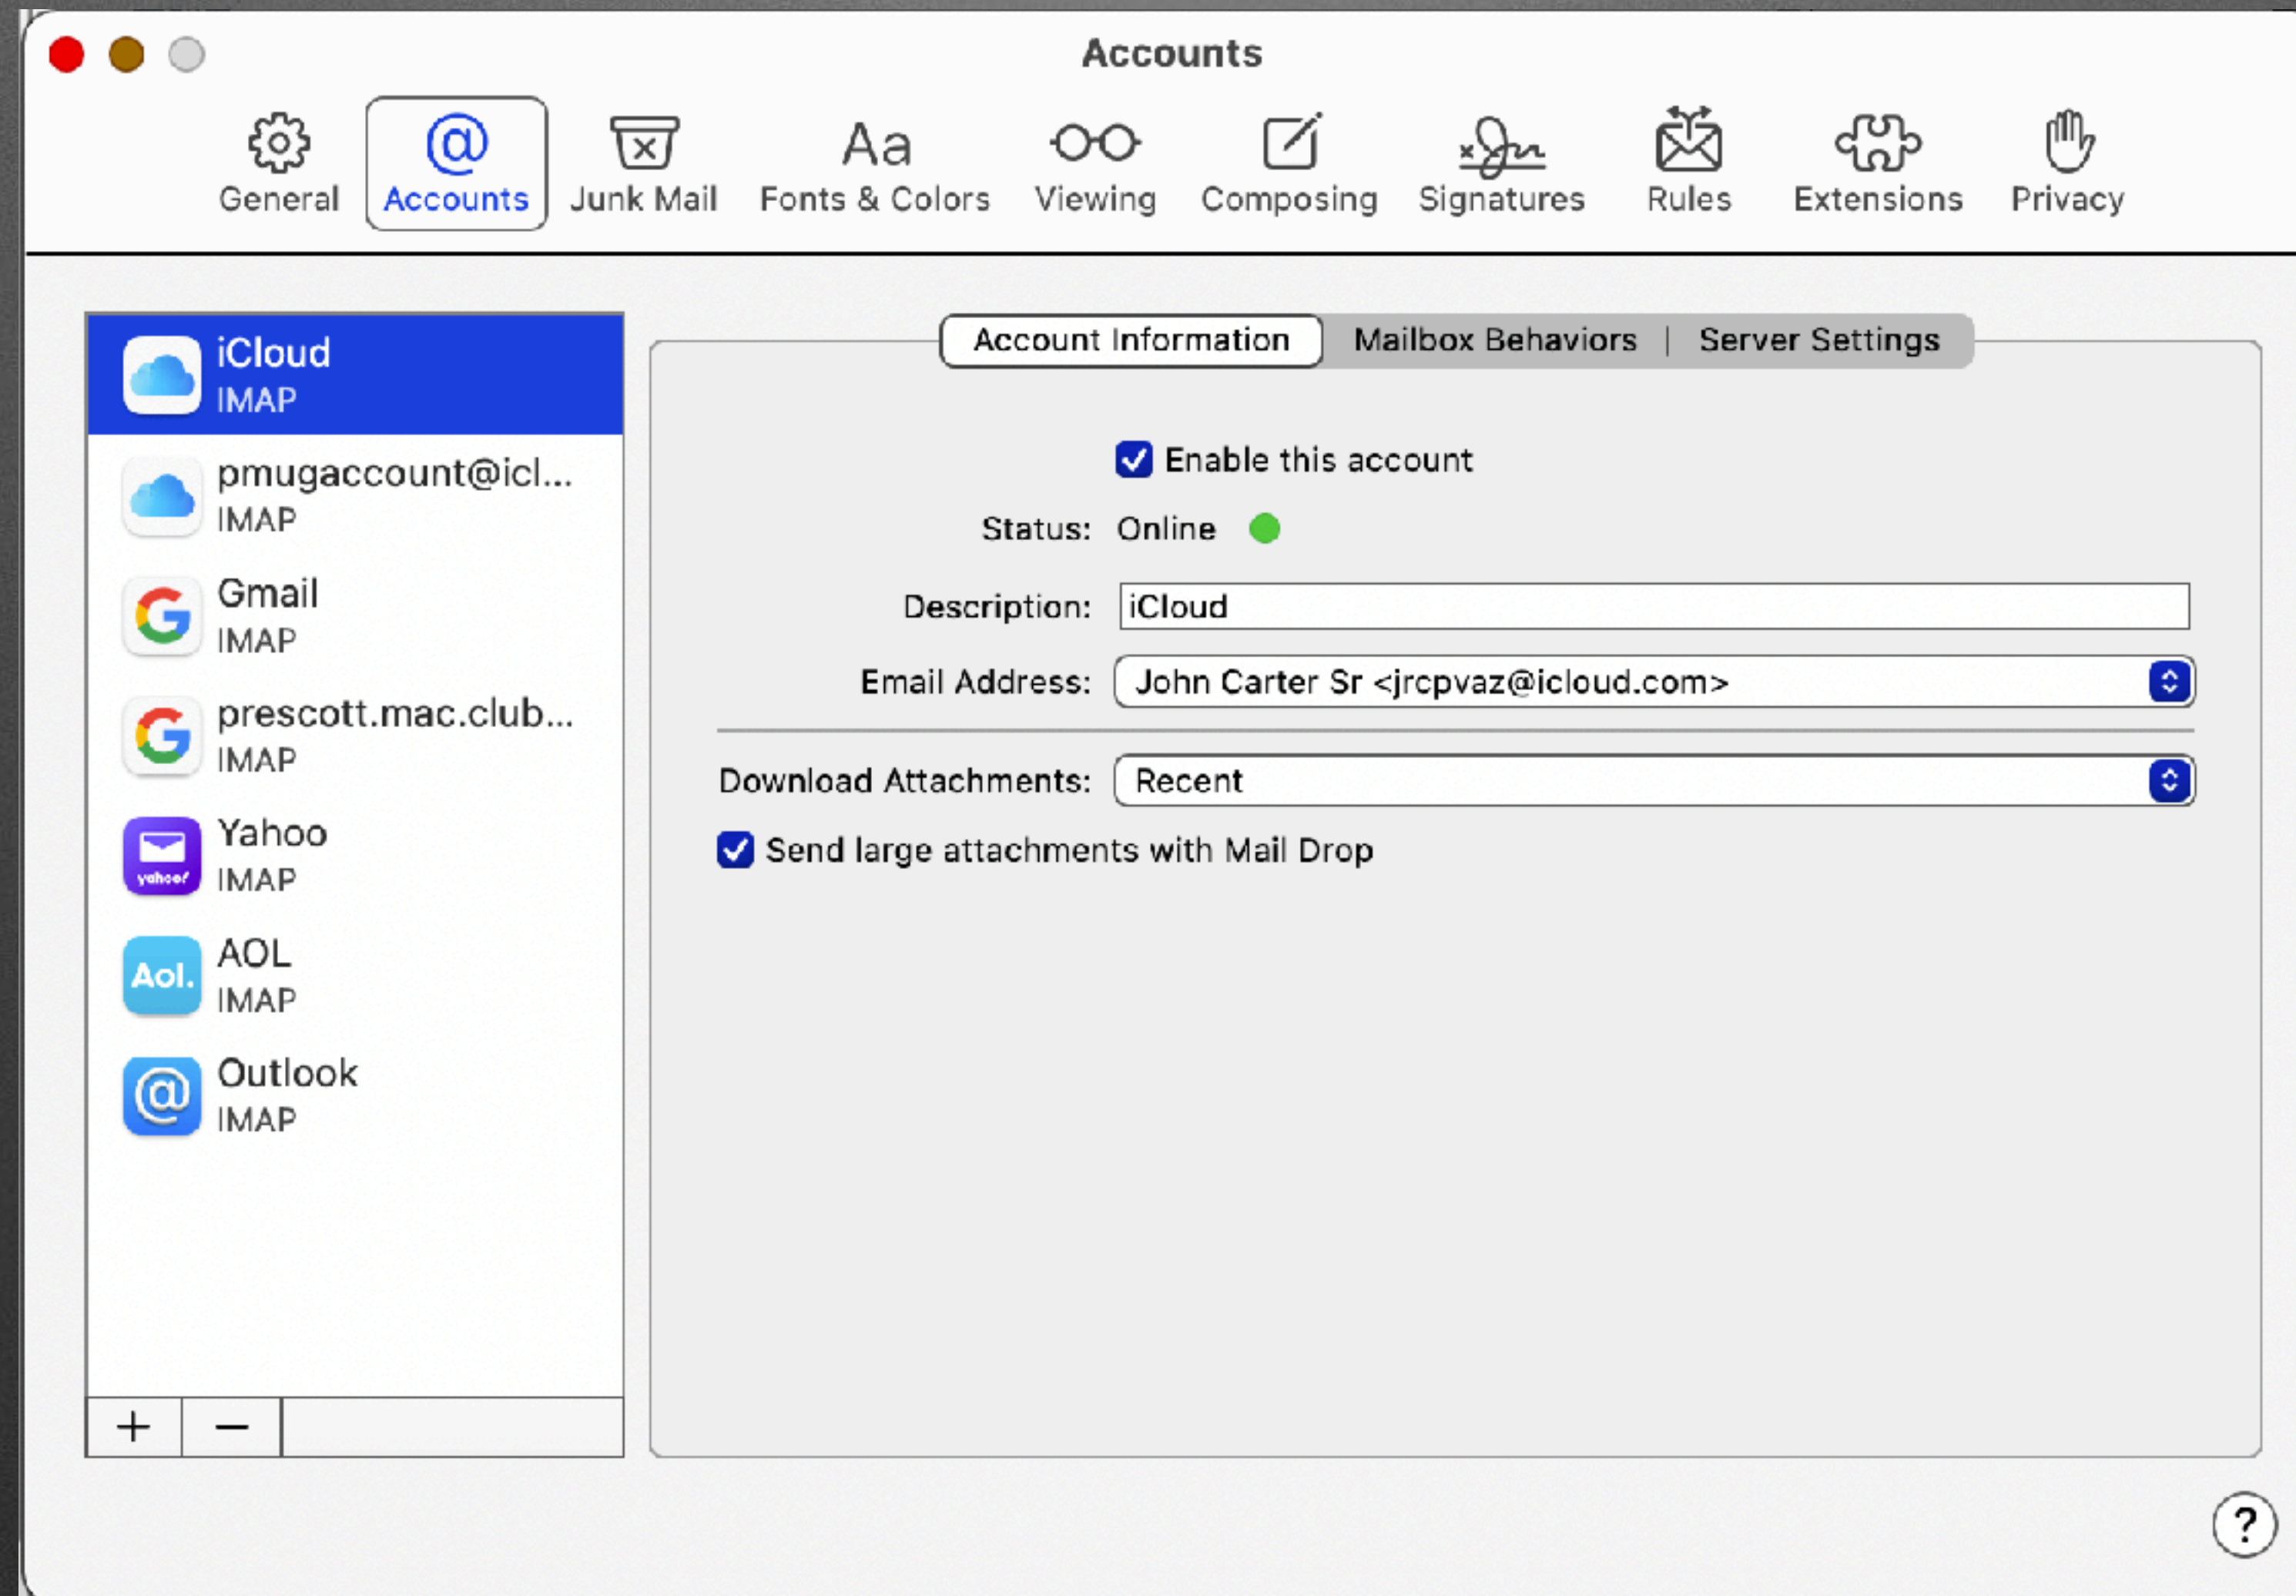 Accounts
General
Accounts
Junk Mail
Aa
Fonts & Colors
Viewing
Composing
Signatures
Rules
Extensions
Privacy
iCloud
IMAP
pmugaccount@icl...
IMAP
Gmail
IMAP
prescott.mac.club...
IMAP
yahoo!
Yahoo
IMAP
Aol.
AOL
IMAP
Outlook
IMAP
Account Information | Mailbox Behaviors | Server Settings
Enable this account
Status: Online
Description: iCloud
Email Address: John Carter Sr <jrcpvaz@icloud.com>
Download Attachments: Recent
Send large attachments with Mail Drop
?